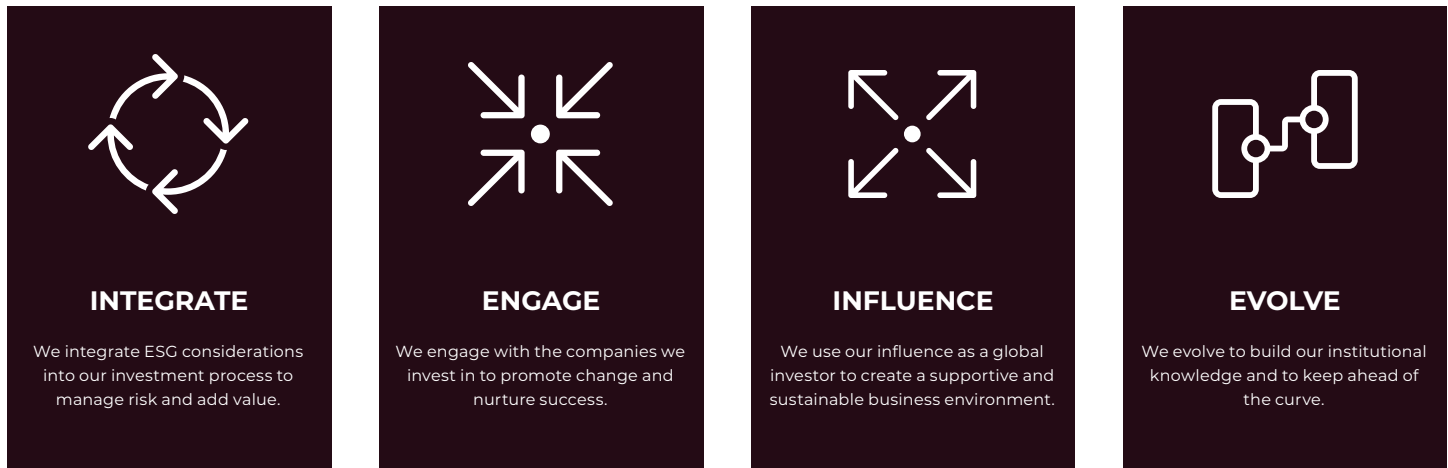 INTEGRATE
We integrate ESG considerations
into our investment process to
manage risk and add value.
ENGAGE
We engage with the companies we
invest in to promote change and
nurture success.
INFLUENCE
We use our influence as a global
investor to create a supportive and
sustainable business environment.
EVOLVE
We evolve to build our institutional
knowledge and to keep ahead of
the curve.